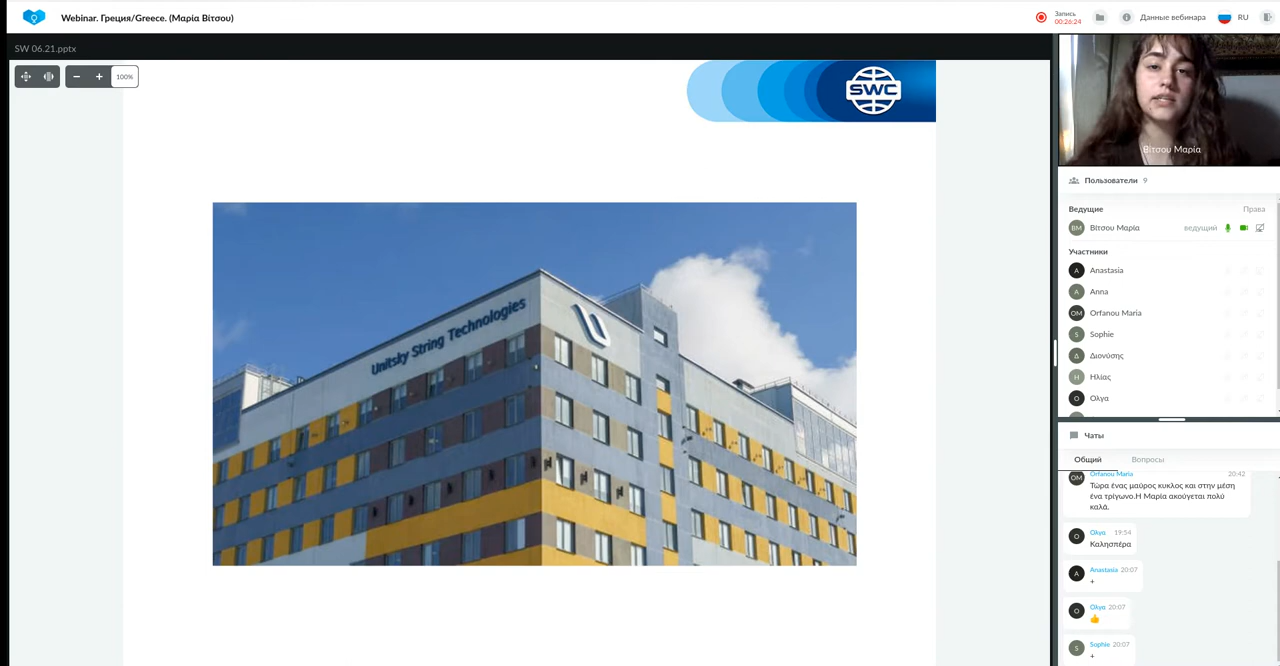 Webinar. Греция/Greece. (Μαρία Βίτσου)
Запись
00:26:24
Данные вебинара
RU
SW 06.21.pptx
100%
SWC
Unitsky String Technologies
Βίτσου Μαρία
Пользователи 9
Ведущие
Права
ΒΜ
Βίτσου Μαρία
ведущий
Участники
A
Anastasia
A
Anna
OM
Orfanou Maria
S
Sophie
Δ
Διονύσης
Η
Ηλίας
Ο
Ολγα
Чаты
Общий
Вопросы
OM
Orfanou Maria
20:42
Τώρα ένας μαύρος κυκλος και στην μέση
ένα τρίγωνο.Η Μαρία ακούγεται πολύ
καλά.
Ο
Ολγα 19:54
Καλησπέρα
A
Anastasia 20:07
+
Ο
Ολγα 20:07
👍
S
Sophie 20:07
+